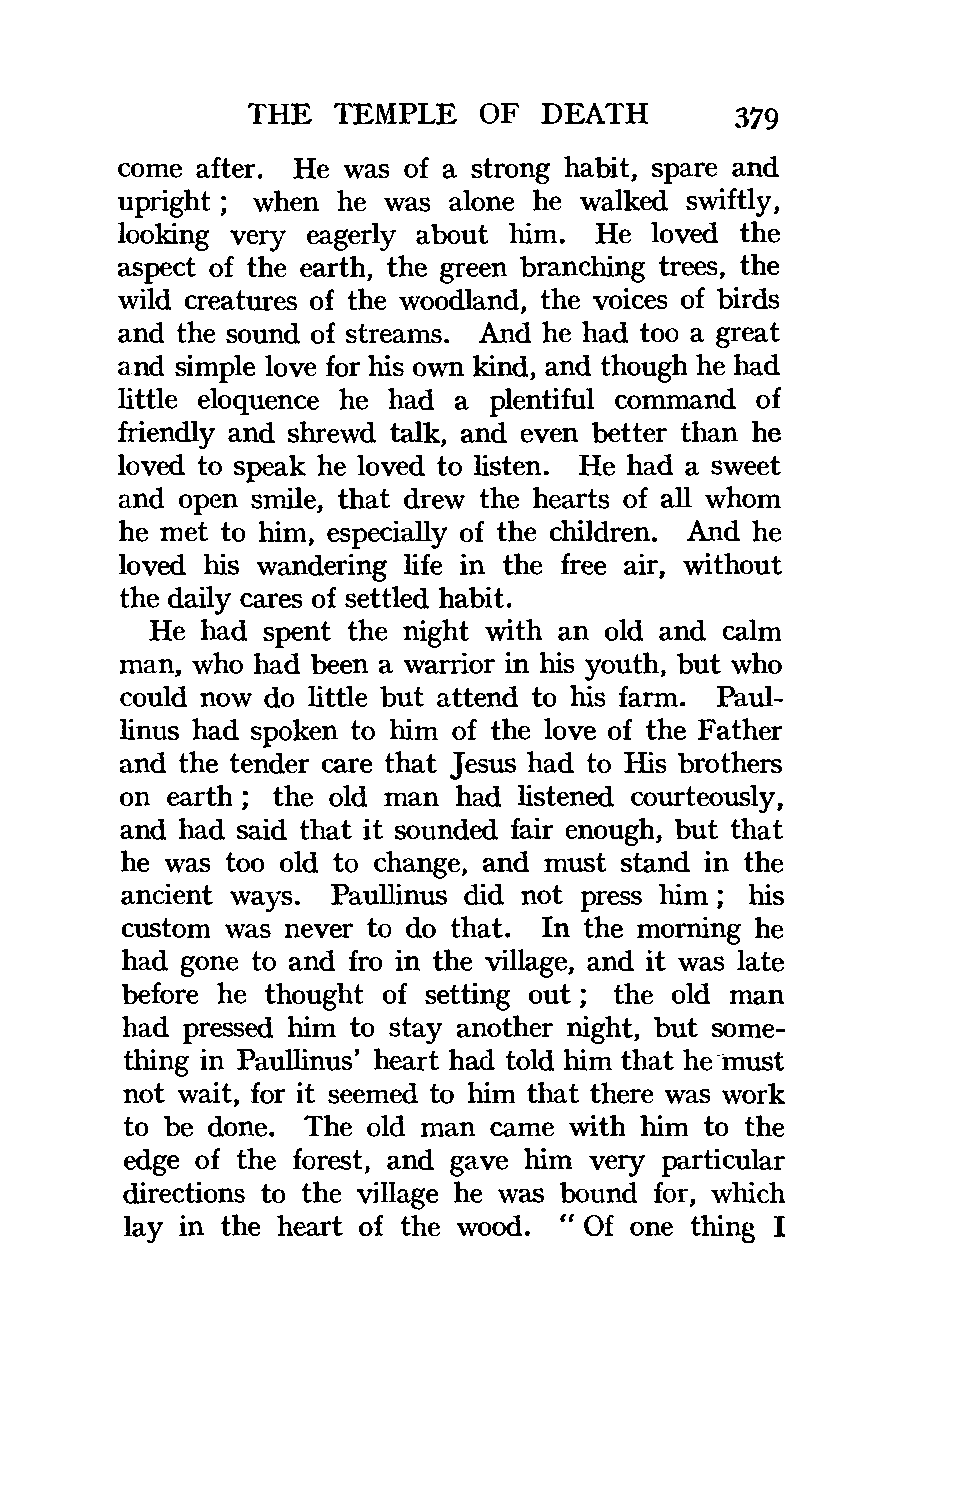 THE TEMPLE OF DEATH 379
come after. He was of a strong habit, spare and
upright ; when he was alone he walked swiftly,
looking very eagerly about him. He loved the
aspect of the earth, the green branching trees, the
wild creatures of the woodland, the voices of birds
and the sound of streams. And he had too a great
and simple love for his own kind, and though he had
little eloquence he had a plentiful command of
friendly and shrewd talk, and even better than he
loved to speak he loved to listen. He had a sweet
and open smile, that drew the hearts of all whom
he met to him, especially of the children. And he
loved his wandering life in the free air, without
the daily cares of settled habit.
He had spent the night with an old and calm
man, who had been a warrior in his youth, but who
could now do little but attend to his farm. Paul-
linus had spoken to him of the love of the Father
and the tender care that Jesus had to His brothers
on earth ; the old man had listened courteously,
and had said that it sounded fair enough, but that
he was too old to change, and must stand in the
ancient ways. Paullinus did not press him ; his
custom was never to do that. In the morning he
had gone to and fro in the village, and it was late
before he thought of setting out ; the old man
had pressed him to stay another night, but some-
thing in Paullinus' heart had told him that he must
not wait, for it seemed to him that there was work
to be done. The old man came with him to the
edge of the forest, and gave him very particular
directions to the village he was bound for, which
lay in the heart of the wood. " Of one thing I